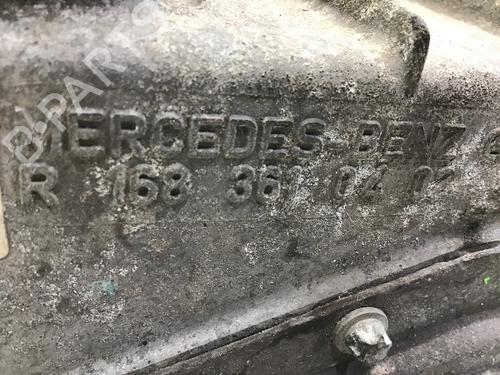 B-PARTS
MERCEDES-BENZ
R 168 361 04 02